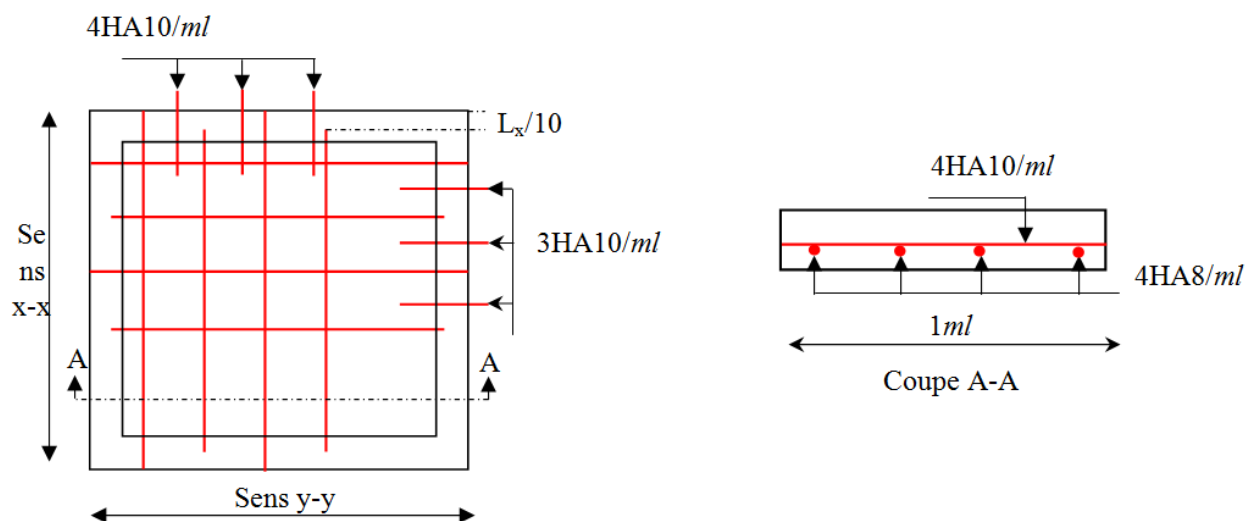 4HA10/ml
Lx/10
Se
ns
x-x
3HA10/ml
A
A
Sens y-y
4HA10/ml
4HA8/ml
1ml
Coupe A-A